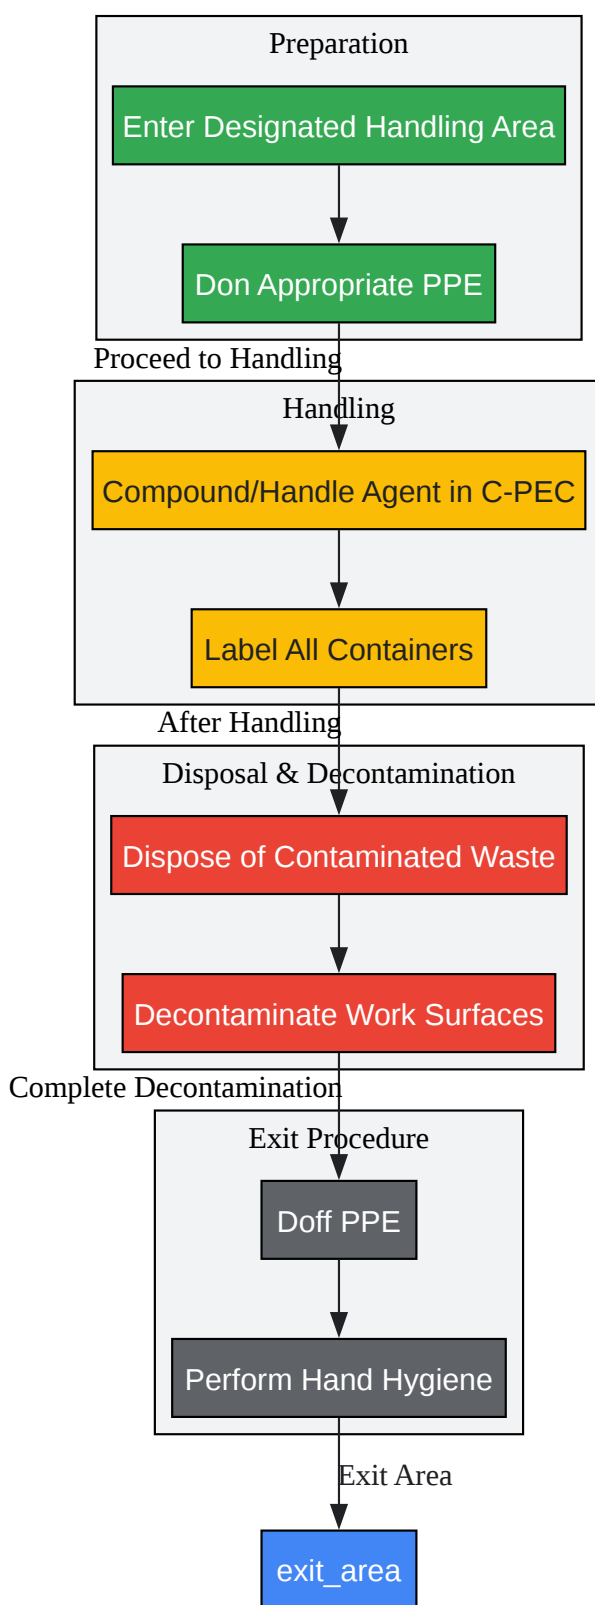 Preparation
Enter Designated Handling Area
Don Appropriate PPE
Proceed to Handling
Handling
Compound/Handle Agent in C-PEC
Label All Containers
After Handling
Disposal & Decontamination
Dispose of Contaminated Waste
Decontaminate Work Surfaces
Complete Decontamination
Exit Procedure
Doff PPE
Perform Hand Hygiene
Exit Area
exit_area